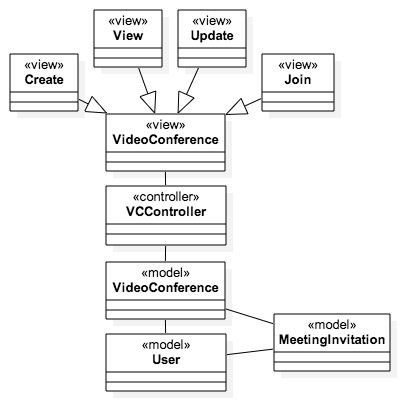 «view»
View
«view»
Update
«view»
Create
«view»
Join
«view»
VideoConference
«controller»
VCController
«model»
VideoConference
«model»
MeetingInvitation
«model»
User